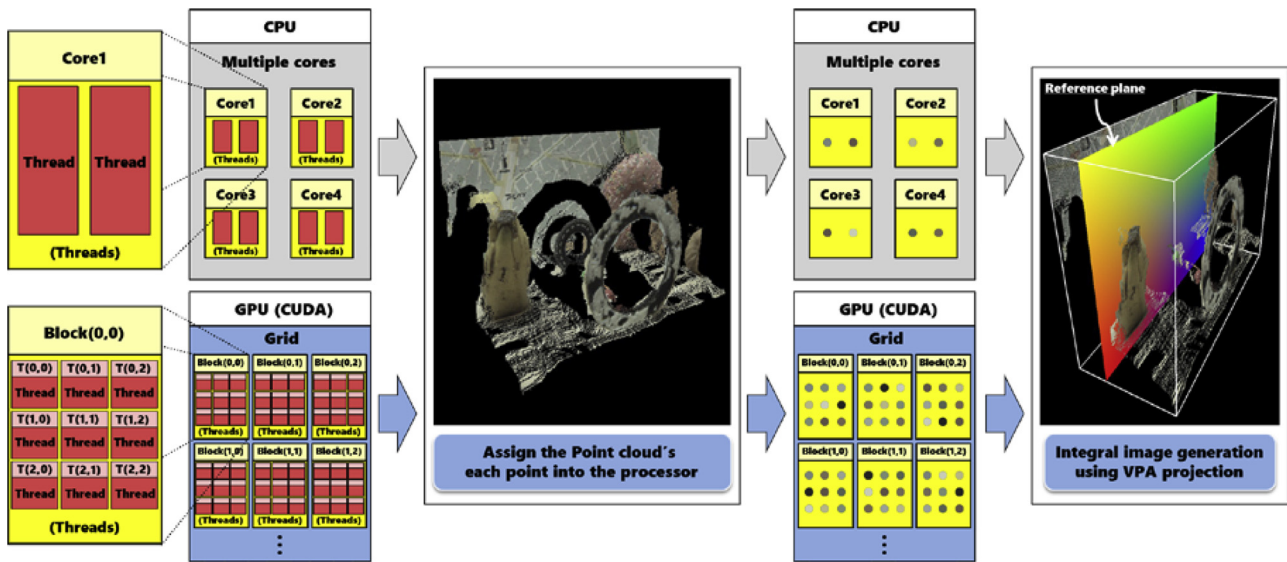 Core1
Thread Thread
(Threads)
CPU
Multiple cores
Core1 Core2
(Threads) (Threads)
Core3 Core4
(Threads) (Threads)
Block(0,0)
T(0,0) T(0,1) T(0,2)
Thread Thread Thread
T(1,0) T(1,1) T(1,2)
Thread Thread Thread
T(2,0) T(2,1) T(2,2)
Thread Thread Thread
(Threads)
GPU (CUDA)
Grid
Block(0,0) Block(0,1) Block(0,2)
(Threads) (Threads) (Threads)
Block(1,0) Block(1,1) Block(1,2)
(Threads) (Threads) (Threads)
Assign the Point cloud's
each point into the processor
CPU
Multiple cores
Core1 Core2
Core3 Core4
GPU (CUDA)
Grid
Block(0,0) Block(0,1) Block(0,2)
Block(1,0) Block(1,1) Block(1,2)
Reference plane
Integral image generation
using VPA projection